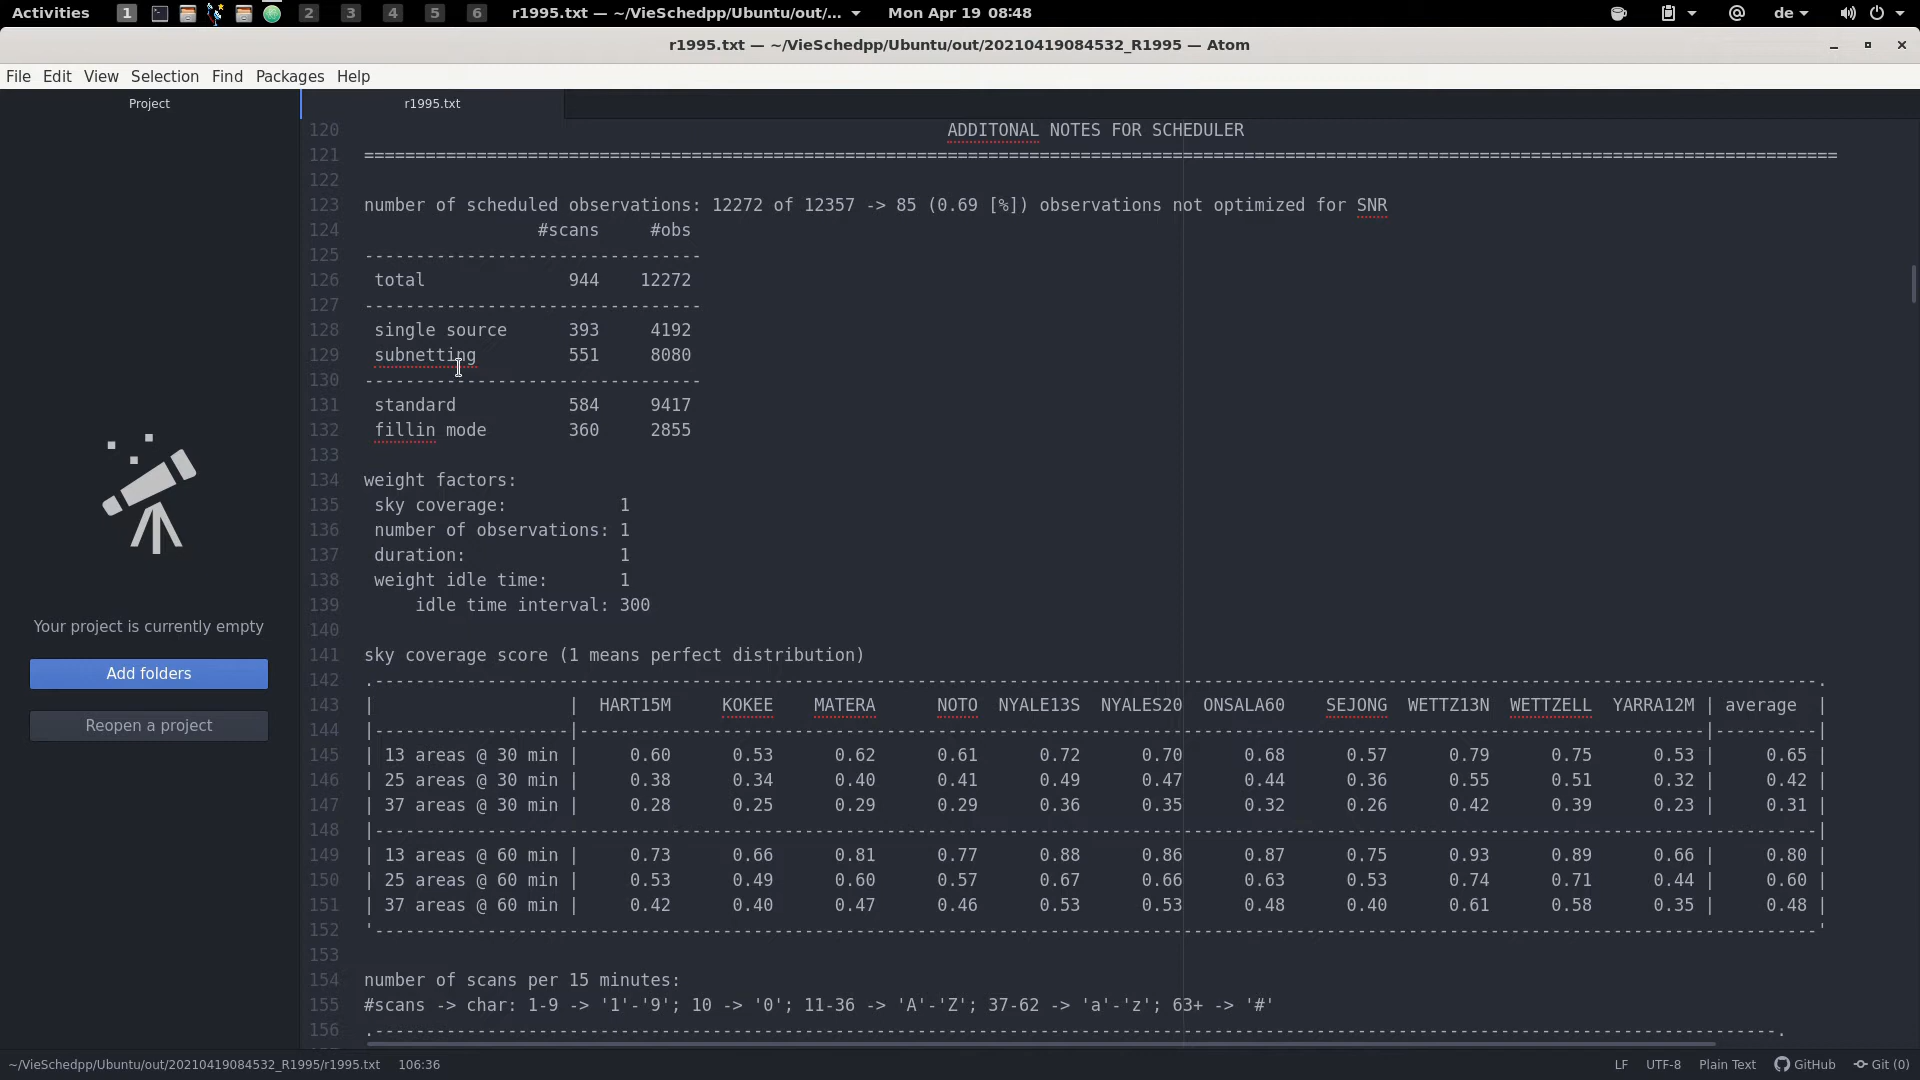 Activities 1 2 3 4 5 6 r1995.txt — ~/VieSchedpp/Ubuntu/out/... Mon Apr 19 08:48 de
r1995.txt — ~/VieSchedpp/Ubuntu/out/20210419084532_R1995 — Atom
File Edit View Selection Find Packages Help
Project
Your project is currently empty
Add folders
Reopen a project
r1995.txt
120 ADDITONAL NOTES FOR SCHEDULER
121 ================================================================================================================================================
122
123 number of scheduled observations: 12272 of 12357 -> 85 (0.69 [%]) observations not optimized for SNR
124 #scans #obs
125 ---------------------------------
126 total 944 12272
127 ---------------------------------
128 single source 393 4192
129 subnetting 551 8080
130 ---------------------------------
131 standard 584 9417
132 fillin mode 360 2855
133
134 weight factors:
135 sky coverage: 1
136 number of observations: 1
137 duration: 1
138 weight idle time: 1
139 idle time interval: 300
140
141 sky coverage score (1 means perfect distribution)
142 .---------------------------------------------------------------------------------------------------------------------------------------------.
143 | | HART15M KOKEE MATERA NOTO NYALE13S NYALES20 ONSALA60 SEJONG WETTZ13N WETTZELL YARRA12M | average |
144 |-------------------|--------------------------------------------------------------------------------------------------------------|----------|
145 | 13 areas @ 30 min | 0.60 0.53 0.62 0.61 0.72 0.70 0.68 0.57 0.79 0.75 0.53 | 0.65 |
146 | 25 areas @ 30 min | 0.38 0.34 0.40 0.41 0.49 0.47 0.44 0.36 0.55 0.51 0.32 | 0.42 |
147 | 37 areas @ 30 min | 0.28 0.25 0.29 0.29 0.36 0.35 0.32 0.26 0.42 0.39 0.23 | 0.31 |
148 |---------------------------------------------------------------------------------------------------------------------------------------------|
149 | 13 areas @ 60 min | 0.73 0.66 0.81 0.77 0.88 0.86 0.87 0.75 0.93 0.89 0.66 | 0.80 |
150 | 25 areas @ 60 min | 0.53 0.49 0.60 0.57 0.67 0.66 0.63 0.53 0.74 0.71 0.44 | 0.60 |
151 | 37 areas @ 60 min | 0.42 0.40 0.47 0.46 0.53 0.53 0.48 0.40 0.61 0.58 0.35 | 0.48 |
152 '---------------------------------------------------------------------------------------------------------------------------------------------'
153
154 number of scans per 15 minutes:
155 #scans -> char: 1-9 -> '1'-'9'; 10 -> '0'; 11-36 -> 'A'-'Z'; 37-62 -> 'a'-'z'; 63+ -> '#'
156 .-----------------------------------------------------------------------------------------------------------------------------------------.
~/VieSchedpp/Ubuntu/out/20210419084532_R1995/r1995.txt 106:36 LF UTF-8 Plain Text GitHub Git (0)